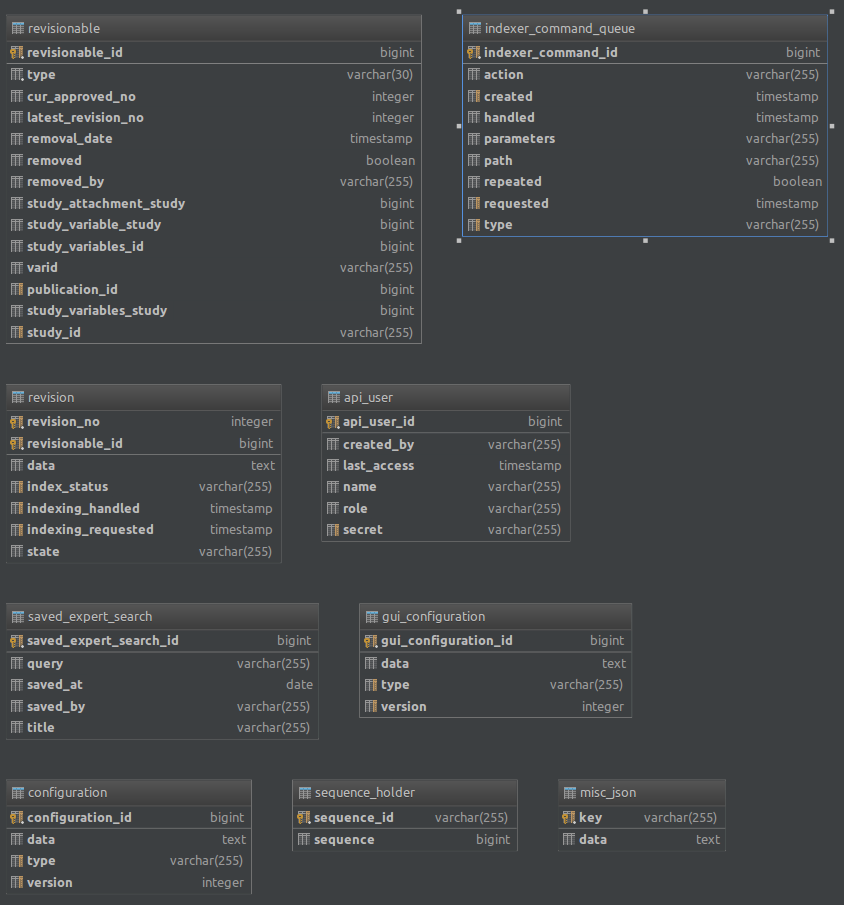 revisionable
revisionable_id bigint
type varchar(30)
cur_approved_no integer
latest_revision_no integer
removal_date timestamp
removed boolean
removed_by varchar(255)
study_attachment_study bigint
study_variable_study bigint
study_variables_id bigint
varid varchar(255)
publication_id bigint
study_variables_study bigint
study_id varchar(255)
indexer_command_queue
indexer_command_id bigint
action varchar(255)
created timestamp
handled timestamp
parameters varchar(255)
path varchar(255)
repeated boolean
requested timestamp
type varchar(255)
revision
revision_no integer
revisionable_id bigint
data text
index_status varchar(255)
indexing_handled timestamp
indexing_requested timestamp
state varchar(255)
api_user
api_user_id bigint
created_by varchar(255)
last_access timestamp
name varchar(255)
role varchar(255)
secret varchar(255)
saved_expert_search
saved_expert_search_id bigint
query varchar(255)
saved_at date
saved_by varchar(255)
title varchar(255)
gui_configuration
gui_configuration_id bigint
data text
type varchar(255)
version integer
configuration
configuration_id bigint
data text
type varchar(255)
version integer
sequence_holder
sequence_id varchar(255)
sequence bigint
misc_json
key varchar(255)
data text